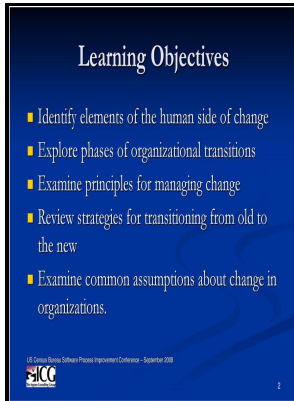 Learning Objectives
Identify elements of the human side of change
Explore phases of organizational transitions
Examine principles for managing change
Review strategies for transitioning from old to
the new
Examine common assumptions about change in
organizations.
US Census Bureau Software Process Improvement Conference – September 2008
ICG
2